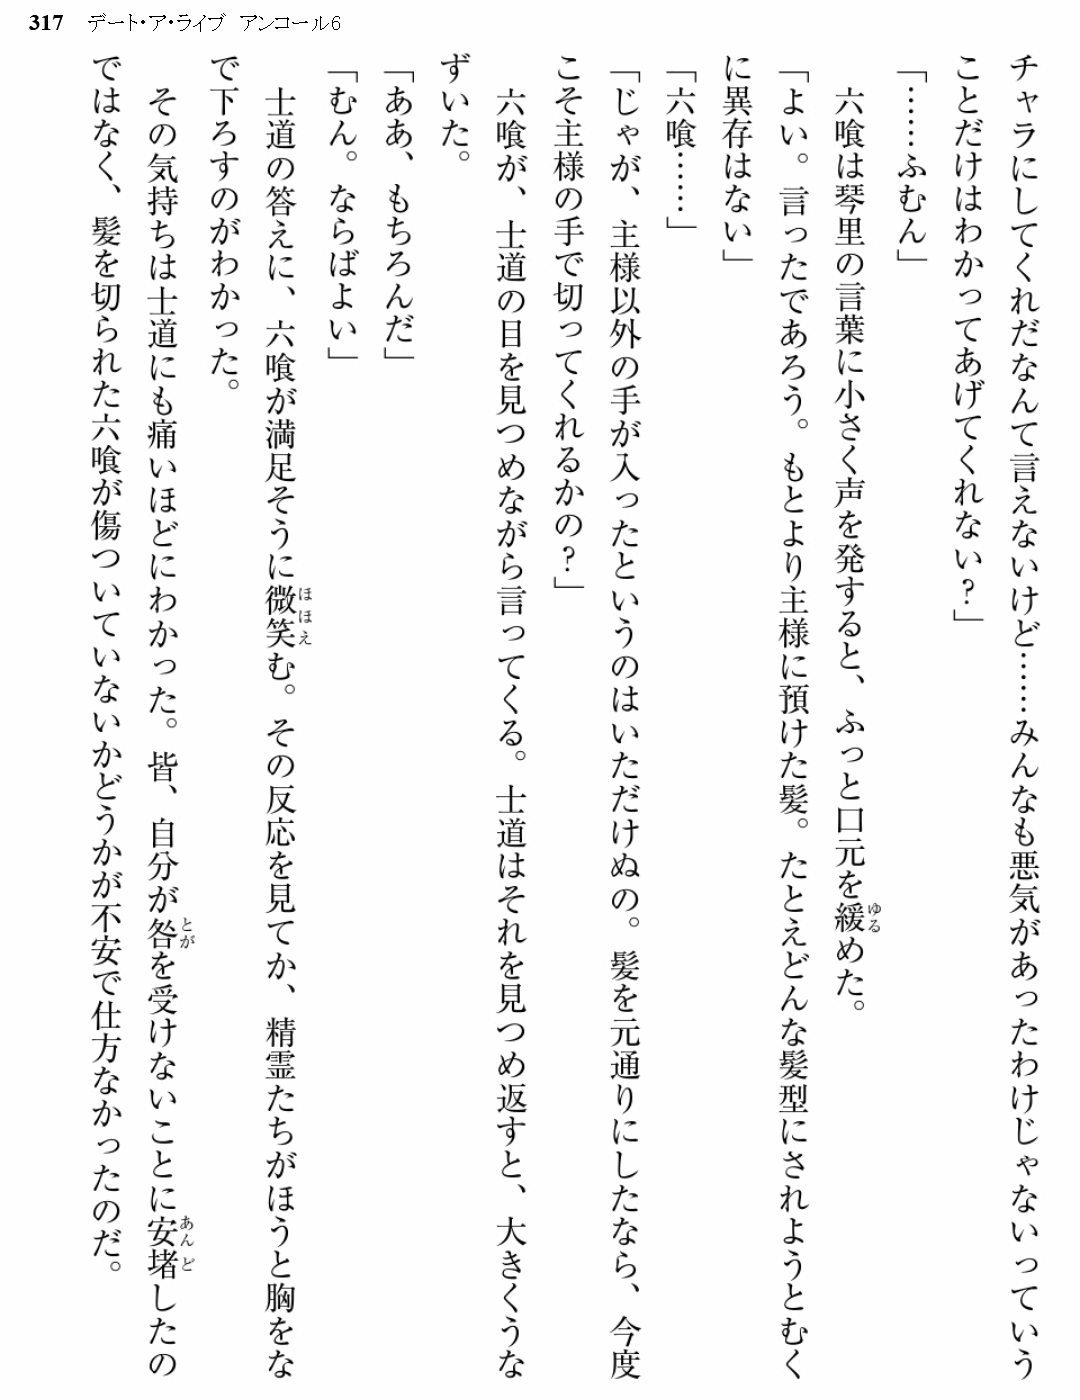 317 デート・ア・ライブ アンコール6
チャラにしてくれだなんて言えないけど……みんなも悪気があったわけじゃないっていう
ことだけはわかってあげてくれない？」
「……ふむん」
六喰は琴里の言葉に小さく声を発すると、ふっと口元を緩めた。
「よい。言ったであろう。もとより主様に預けた髪。たとえどんな髪型にされようとむく
に異存はない」
「六喰……」
「じゃが、主様以外の手が入ったというのはいただけぬの。髪を元通りにしたなら、今度
こそ主様の手で切ってくれるかの？」
六喰が、士道の目を見つめながら言ってくる。士道はそれを見つめ返すと、大きくうな
ずいた。
「ああ、もちろんだ」
「むん。ならばよい」
士道の答えに、六喰が満足そうに微笑む。その反応を見てか、精霊たちがほうと胸をな
で下ろすのがわかった。
その気持ちは士道にも痛いほどにわかった。皆、自分が咎を受けないことに安堵したの
ではなく、髪を切られた六喰が傷ついていないかどうかが不安で仕方なかったのだ。
ゆる
ほほえ
とが
あんど